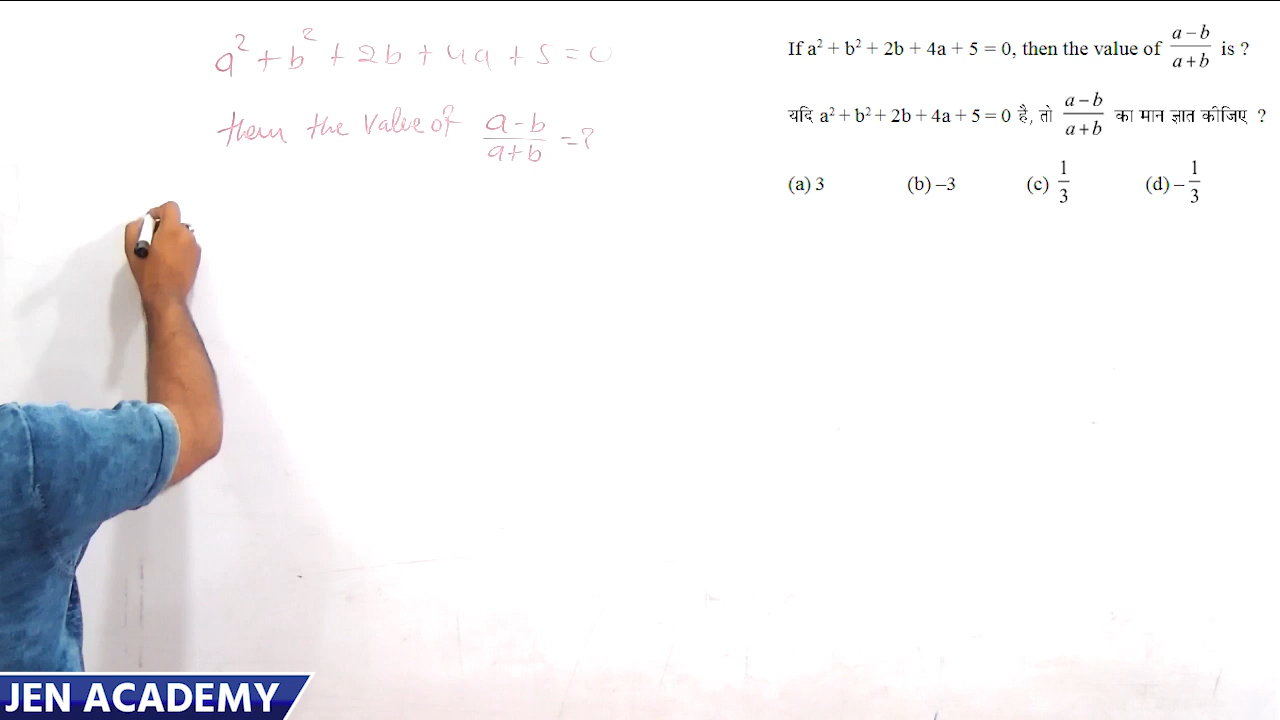 a² + b² + 2b + 4a + 5 = 0
them the value of (a-b)/(a+b) = ?
If a² + b² + 2b + 4a + 5 = 0, then the value of (a−b)/(a+b) is ?
यदि a² + b² + 2b + 4a + 5 = 0 है, तो (a−b)/(a+b) का मान ज्ञात कीजिए ?
(a) 3 (b) –3 (c) 1/3 (d) – 1/3
JEN ACADEMY